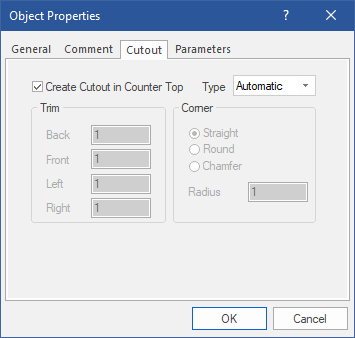 Object Properties ? ×
General Comment Cutout Parameters
Create Cutout in Counter Top Type Automatic
Trim
Back 1
Front 1
Left 1
Right 1
Corner
Straight
Round
Chamfer
Radius 1
OK Cancel